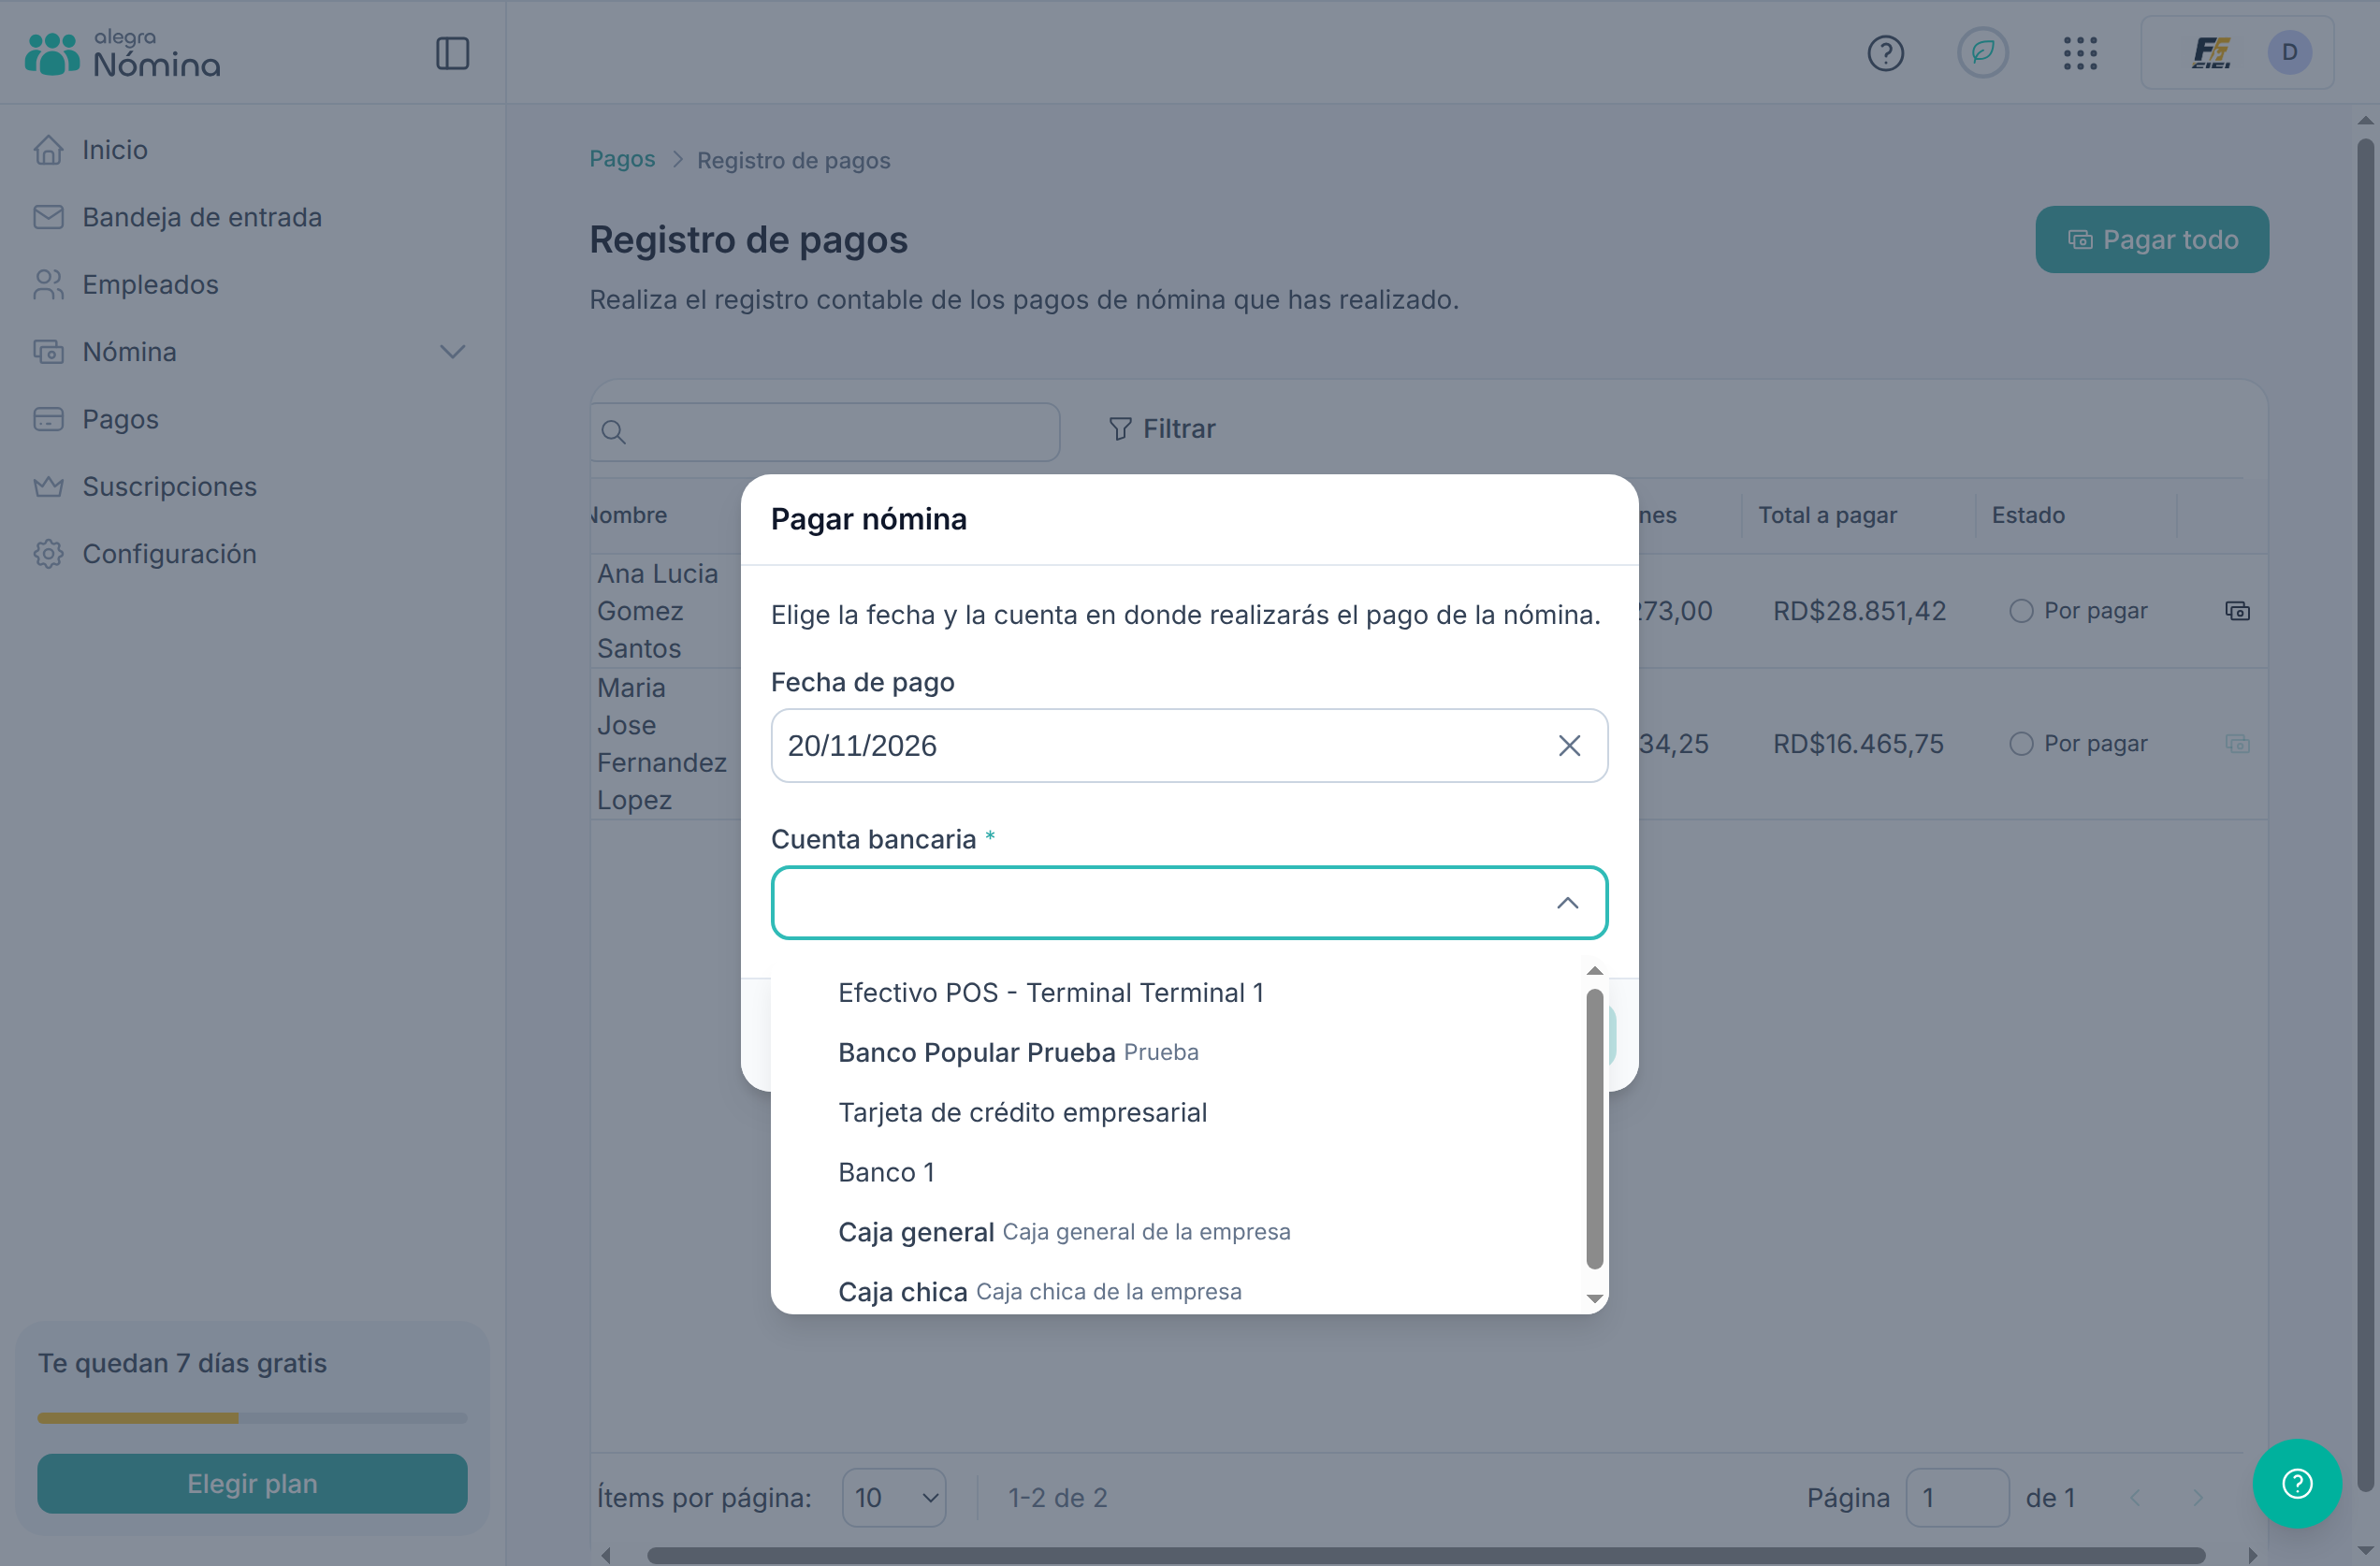 alegra
Nómina
D
Inicio
Bandeja de entrada
Empleados
Nómina
Pagos
Suscripciones
Configuración
Te quedan 7 días gratis
Elegir plan
Pagos > Registro de pagos
Registro de pagos
Pagar todo
Realiza el registro contable de los pagos de nómina que has realizado.
Filtrar
Nombre nes Total a pagar Estado
Ana Lucia
Gomez
Santos
273,00 RD$28.851,42 Por pagar
Maria
Jose
Fernandez
Lopez
34,25 RD$16.465,75 Por pagar
Pagar nómina
Elige la fecha y la cuenta en donde realizarás el pago de la nómina.
Fecha de pago
20/11/2026
Cuenta bancaria *
Efectivo POS - Terminal Terminal 1
Banco Popular Prueba Prueba
Tarjeta de crédito empresarial
Banco 1
Caja general Caja general de la empresa
Caja chica Caja chica de la empresa
Ítems por página: 10 1-2 de 2
Página 1 de 1